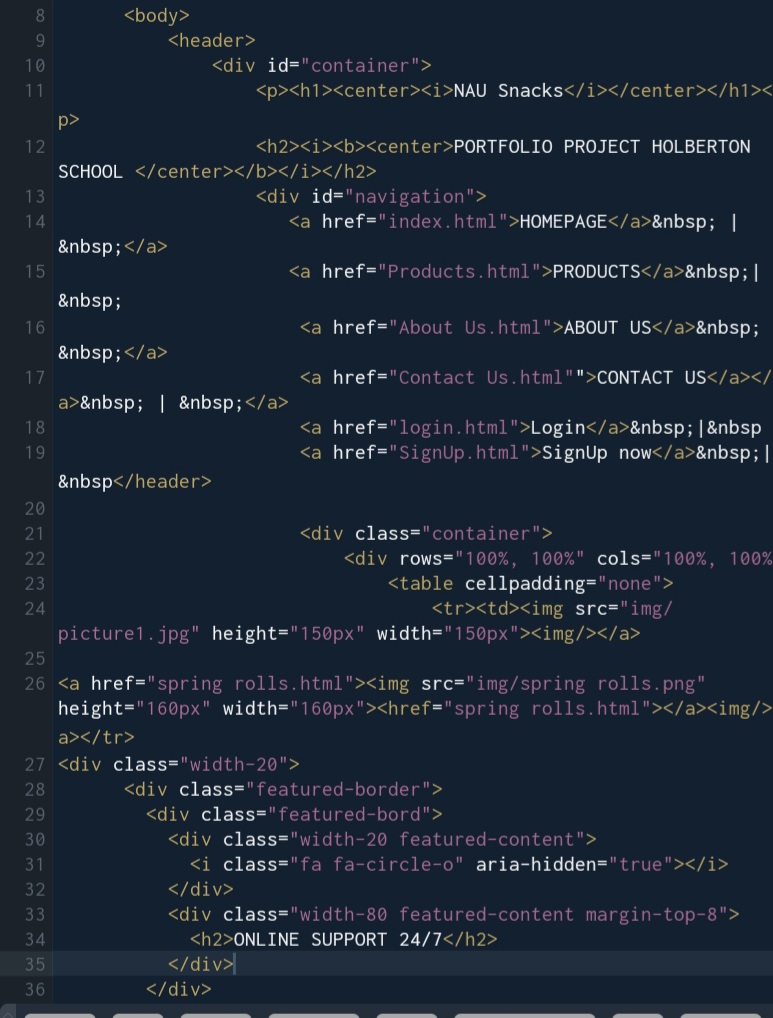 8 <body>
9 <header>
10 <div id="container">
11 <p><h1><center><i>NAU Snacks</i></center></h1><
p>
12 <h2><i><b><center>PORTFOLIO PROJECT HOLBERTON
SCHOOL </center></b></i></h2>
13 <div id="navigation">
14 <a href="index.html">HOMEPAGE</a>&nbsp; |
&nbsp;</a>
15 <a href="Products.html">PRODUCTS</a>&nbsp;|
&nbsp;
16 <a href="About Us.html">ABOUT US</a>&nbsp;
&nbsp;</a>
17 <a href="Contact Us.html"">CONTACT US</a></
a>&nbsp; | &nbsp;</a>
18 <a href="login.html">Login</a>&nbsp;|&nbsp
19 <a href="SignUp.html">SignUp now</a>&nbsp;|
&nbsp</header>
20
21 <div class="container">
22 <div rows="100%, 100%" cols="100%, 100%
23 <table cellpadding="none">
24 <tr><td><img src="img/
picture1.jpg" height="150px" width="150px"><img/></a>
25
26 <a href="spring rolls.html"><img src="img/spring rolls.png"
height="160px" width="160px"><href="spring rolls.html"></a><img/>
a></tr>
27 <div class="width-20">
28 <div class="featured-border">
29 <div class="featured-bord">
30 <div class="width-20 featured-content">
31 <i class="fa fa-circle-o" aria-hidden="true"></i>
32 </div>
33 <div class="width-80 featured-content margin-top-8">
34 <h2>ONLINE SUPPORT 24/7</h2>
35 </div>
36 </div>